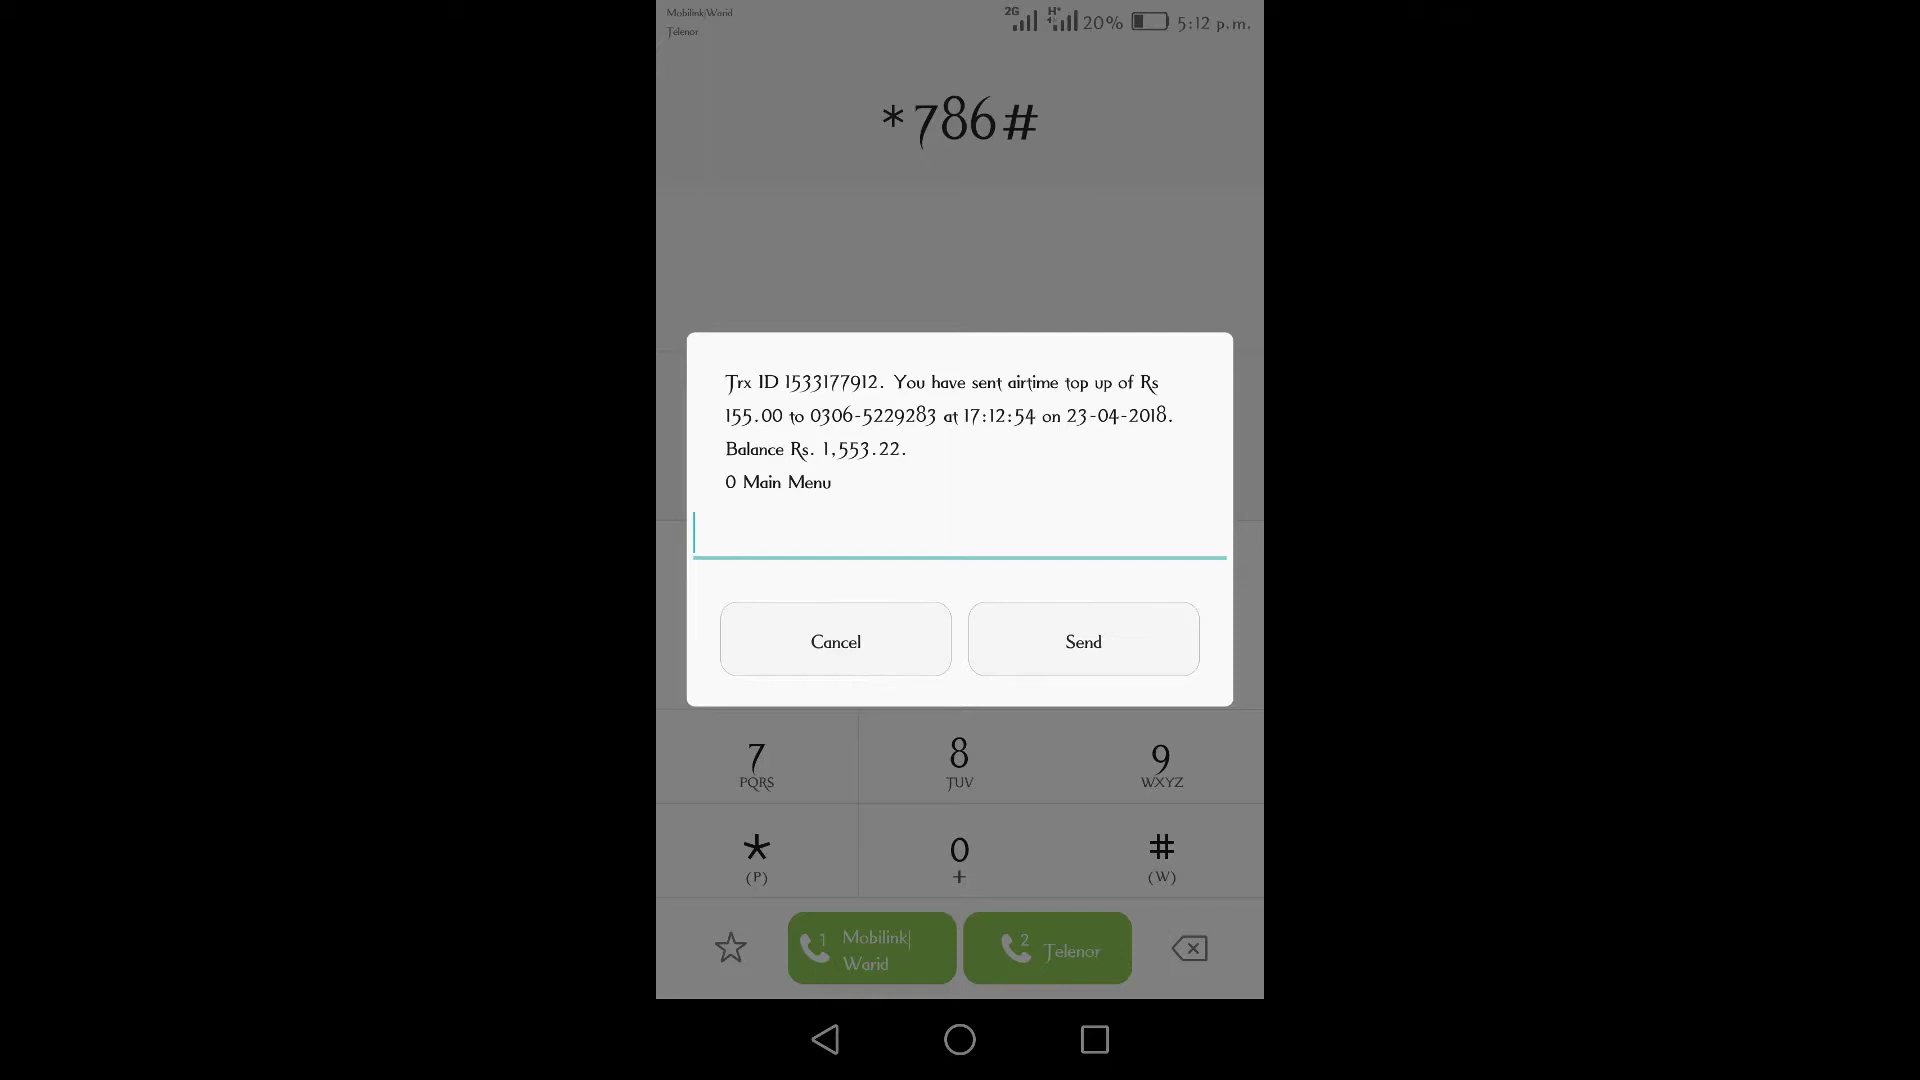 Mobilink|Warid
Telenor
2G H+ 20% 5:12 p.m.
*786#
Trx ID 1533177912. You have sent airtime top up of Rs
155.00 to 0306-5229283 at 17:12:54 on 23-04-2018.
Balance Rs. 1,553.22.
0 Main Menu
Cancel Send
7 8 9
PQRS TUV WXYZ
* 0 #
(P) + (W)
1 Mobilink| 2 Telenor
Warid